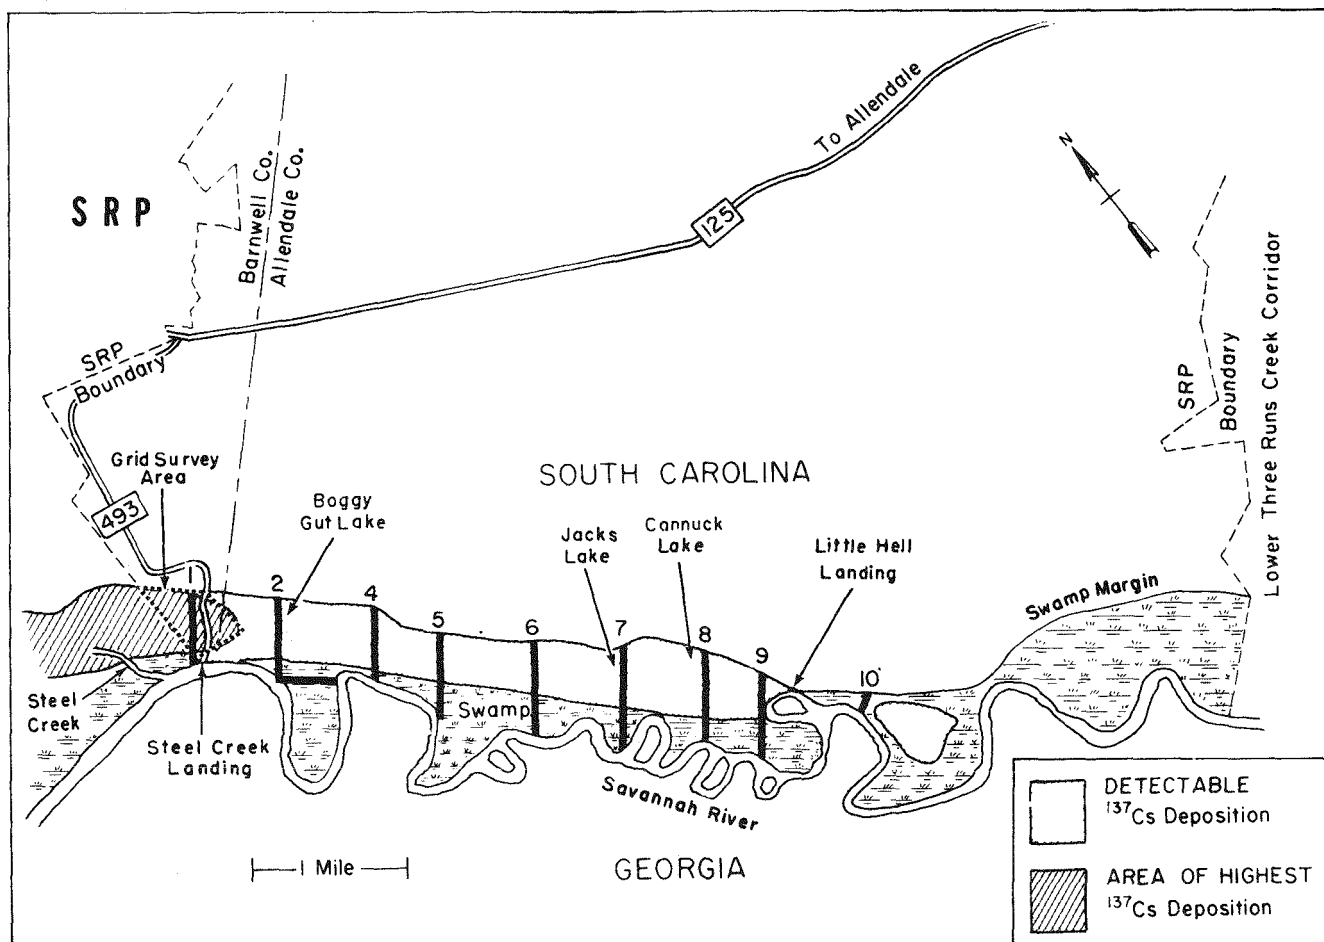 To Allendale
N
SRP
Barnwell Co.
Allendale Co.
125
SRP
Boundary
SRP
Boundary
Lower Three Runs Creek Corridor
Grid Survey
Area
493
SOUTH CAROLINA
Boggy
Gut Lake
Jacks
Lake
Cannuck
Lake
Little Hell
Landing
Swamp Margin
1
2
4
5
6
7
8
9
10
Steel
Creek
Steel Creek
Landing
Swamp
Savannah River
1 Mile
GEORGIA
DETECTABLE
¹³⁷Cs Deposition
AREA OF HIGHEST
¹³⁷Cs Deposition